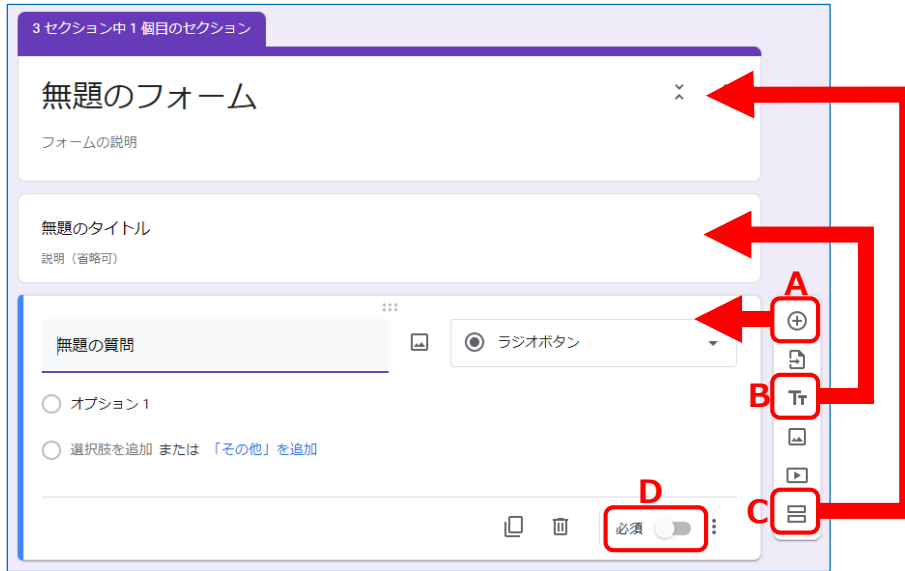 3 セクション中 1 個目のセクション
無題のフォーム
フォームの説明
無題のタイトル
説明（省略可）
A
無題の質問
ラジオボタン
B
Tт
オプション 1
選択肢を追加 または 「その他」を追加
D
C
必須